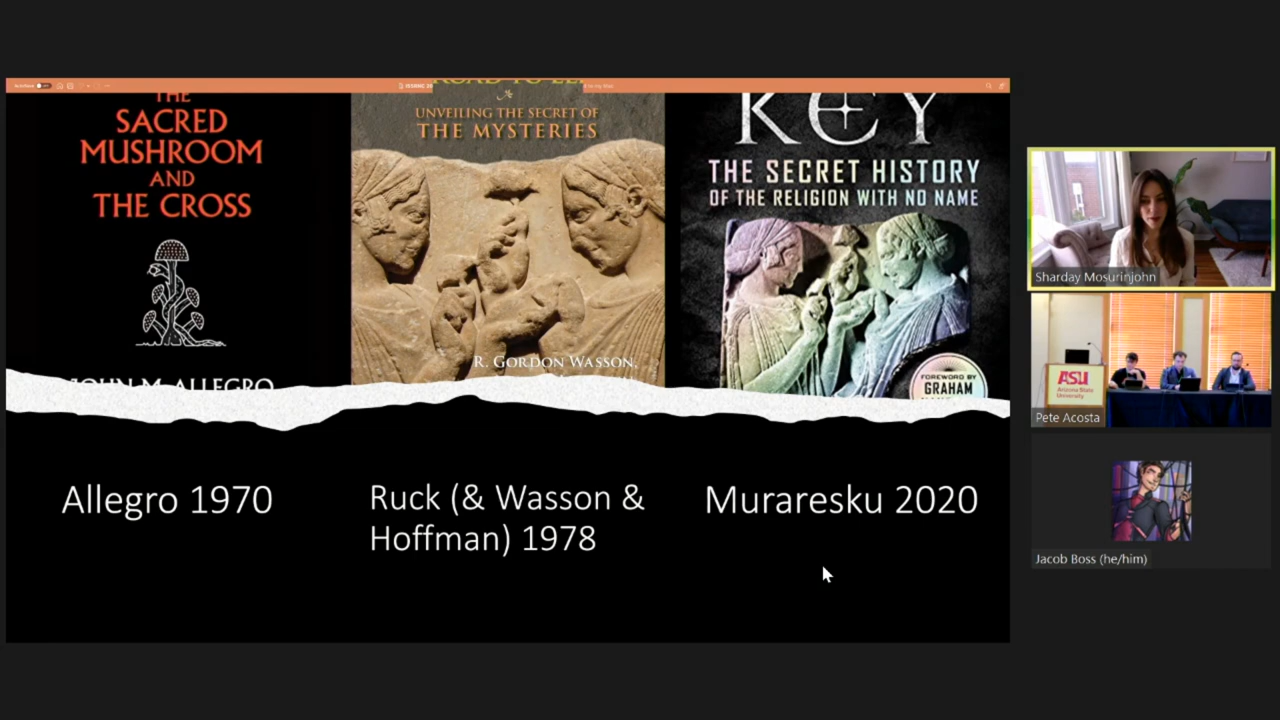 THE
SACRED
MUSHROOM
AND
THE CROSS
JOHN M. ALLEGRO
UNVEILING THE SECRET OF
THE MYSTERIES
R. GORDON WASSON,
KEY
THE SECRET HISTORY
OF THE RELIGION WITH NO NAME
FOREWORD BY
GRAHAM
Allegro 1970
Ruck (& Wasson &
Hoffman) 1978
Muraresku 2020
Sharday Mosurinjohn
ASU
Arizona State
University
Pete Acosta
Jacob Boss (he/him)